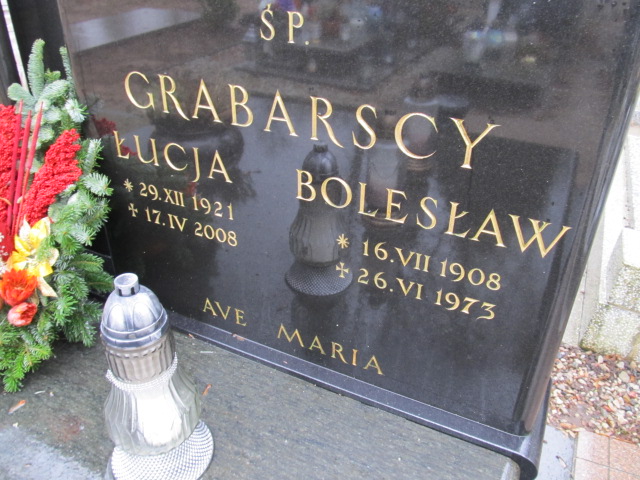 ŚP.
GRABARSCY
ŁUCJA
* 29.XII 1921
+ 17.IV 2008
BOLESŁAW
* 16.VII 1908
+ 26.VI 1973
AVE MARIA